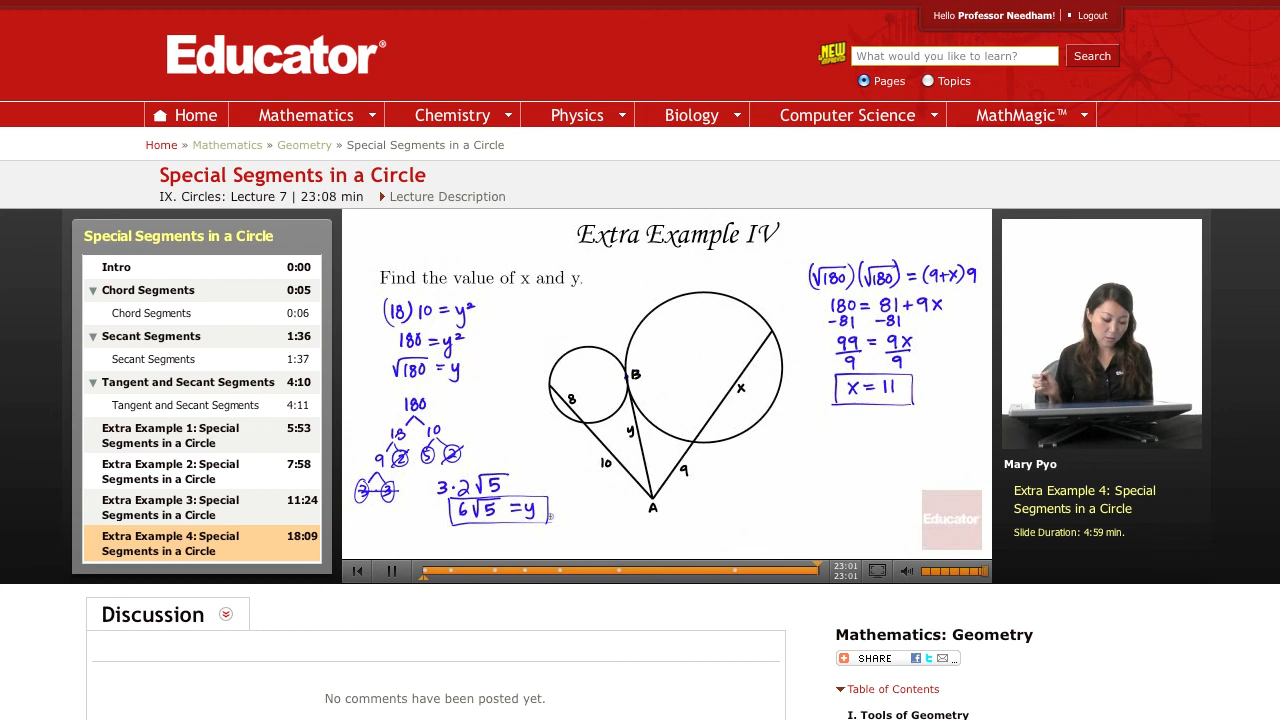 Hello Professor Needham! Logout
Educator®
NEW
What would you like to learn? Search
Pages Topics
Home Mathematics Chemistry Physics Biology Computer Science MathMagic™
Home » Mathematics » Geometry » Special Segments in a Circle
Special Segments in a Circle
IX. Circles: Lecture 7 | 23:08 min Lecture Description
Special Segments in a Circle
Intro 0:00
Chord Segments 0:05
Chord Segments 0:06
Secant Segments 1:36
Secant Segments 1:37
Tangent and Secant Segments 4:10
Tangent and Secant Segments 4:11
Extra Example 1: Special 5:53
Segments in a Circle
Extra Example 2: Special 7:58
Segments in a Circle
Extra Example 3: Special 11:24
Segments in a Circle
Extra Example 4: Special 18:09
Segments in a Circle
Extra Example IV
Find the value of x and y.
(18) 10 = y²
180 = y²
√180 = y
180
18 10
9 2 5 2
3 · 3
3 · 2 √5
6√5 = y
8
B
y
x
10
9
A
(√180)(√180) = (9+x) 9
180 = 81 + 9x
-81 -81
99 = 9x
9 9
x = 11
Educator
23:01
23:01
Mary Pyo
Extra Example 4: Special
Segments in a Circle
Slide Duration: 4:59 min.
Discussion
No comments have been posted yet.
Mathematics: Geometry
SHARE
Table of Contents
I. Tools of Geometry